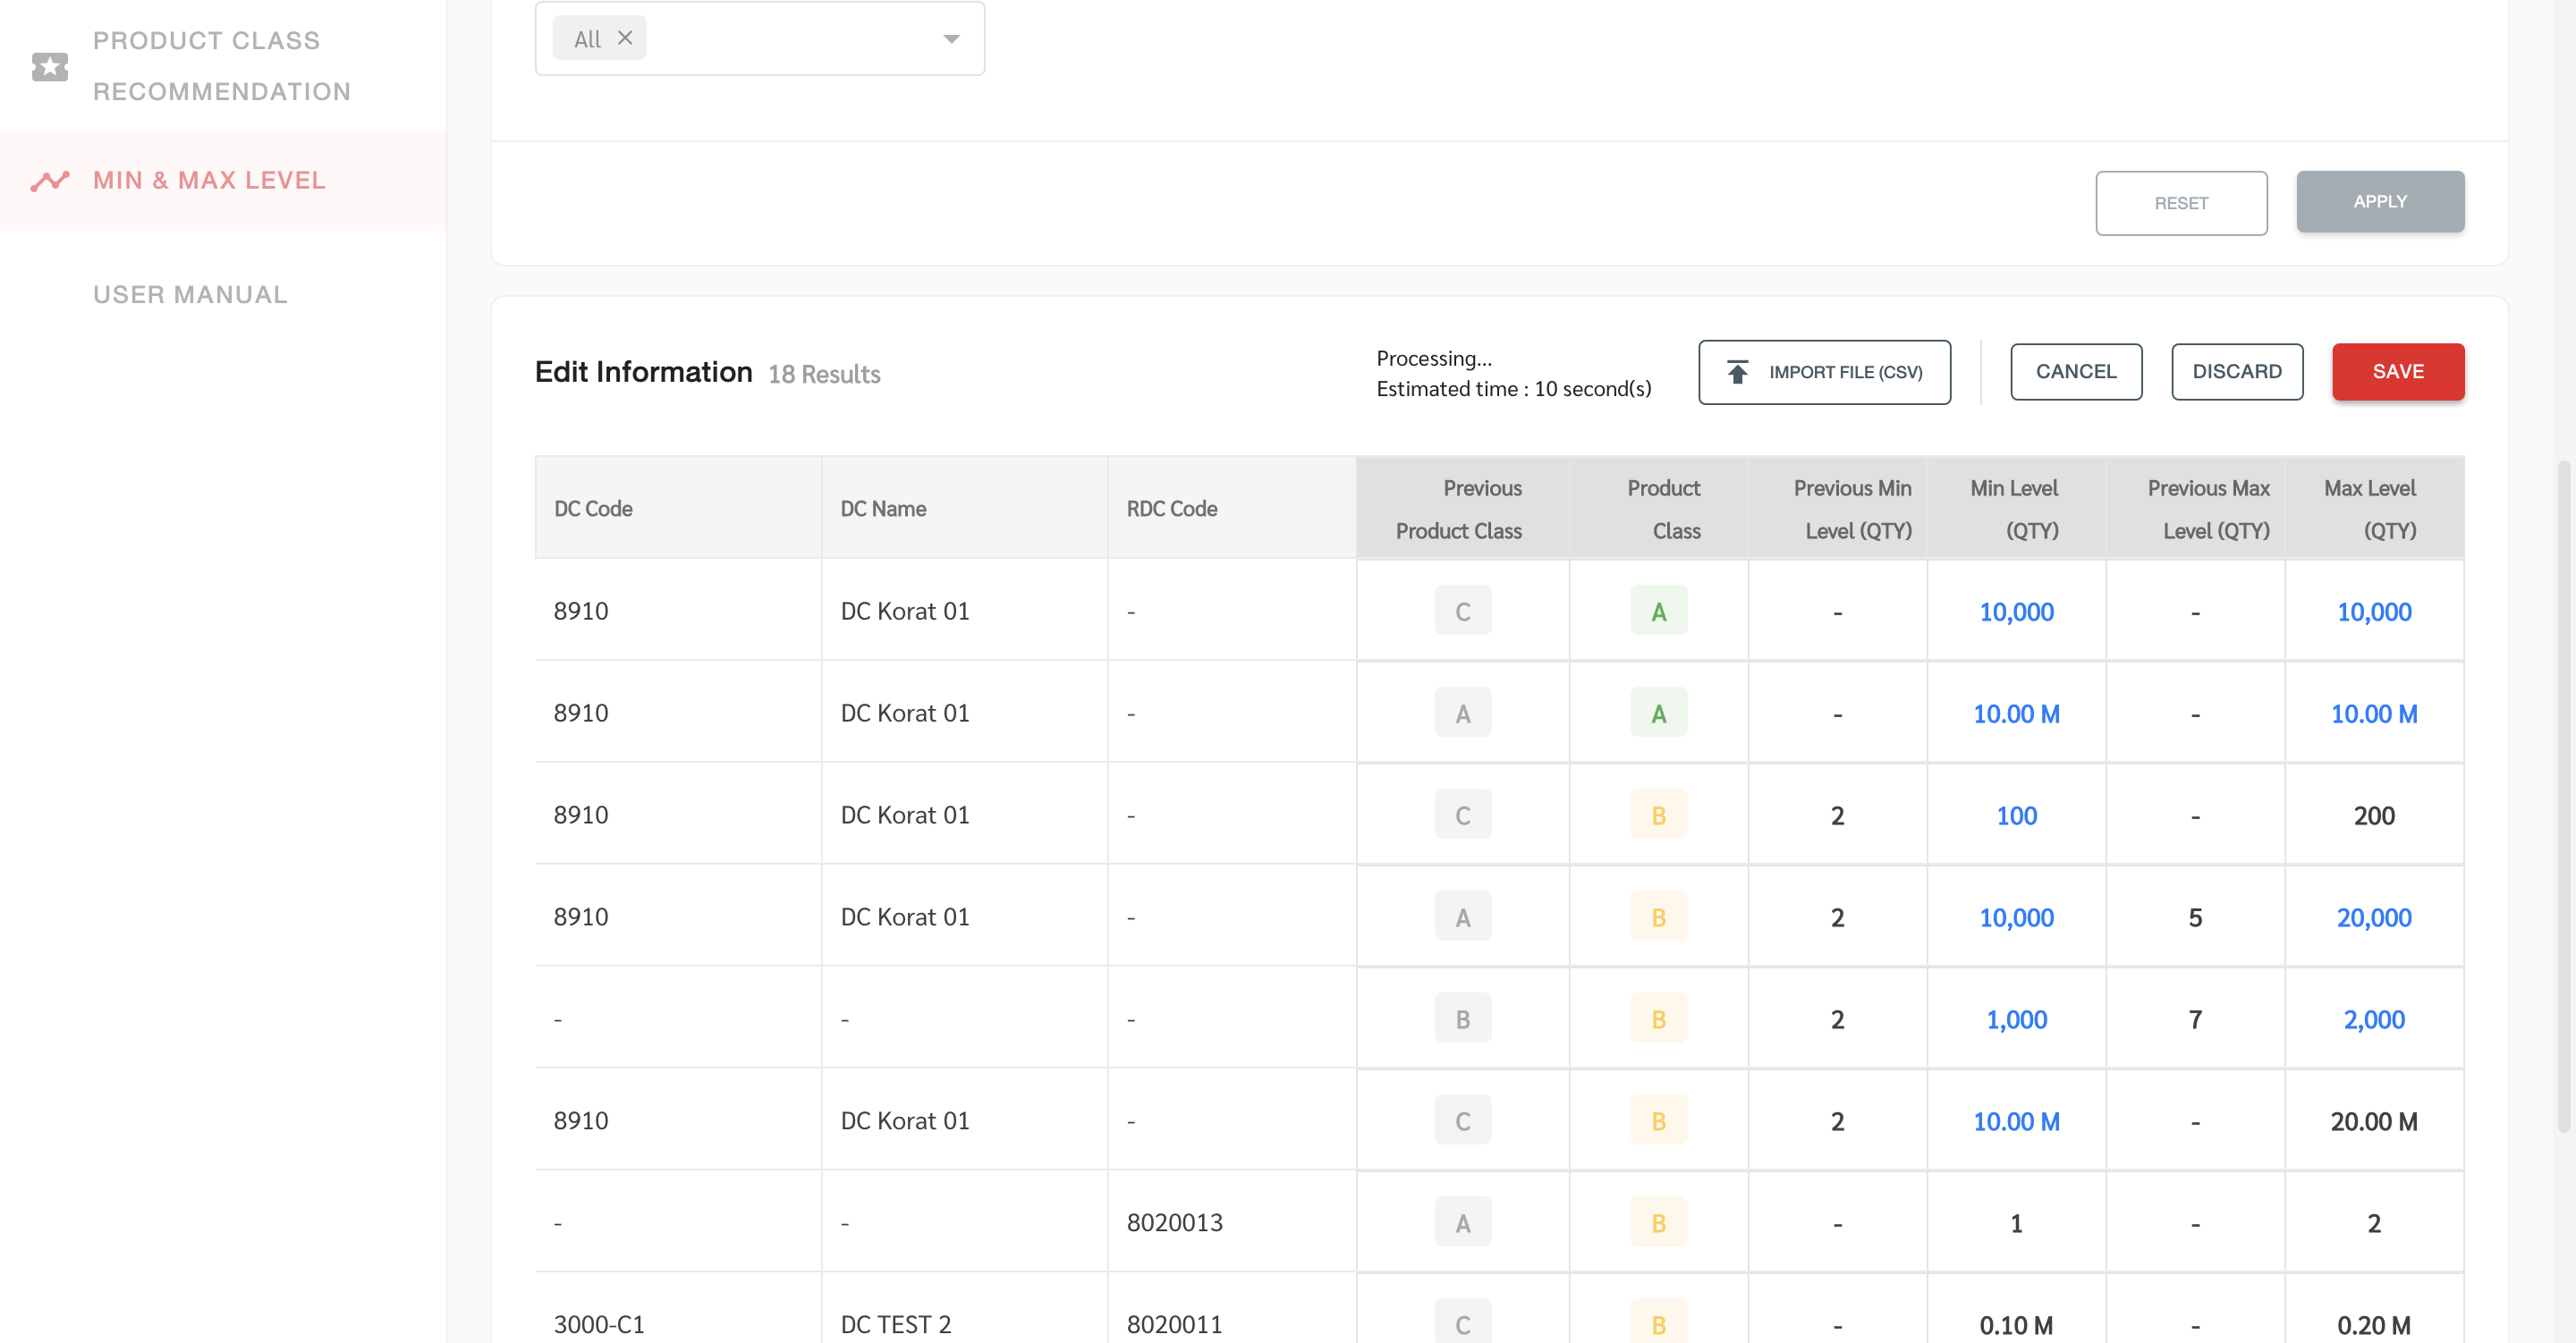 PRODUCT CLASS
RECOMMENDATION
MIN & MAX LEVEL
USER MANUAL
All
RESET
APPLY
Edit Information 18 Results
Processing...
Estimated time : 10 second(s)
IMPORT FILE (CSV)
CANCEL
DISCARD
SAVE
DC Code DC Name RDC Code Previous Product Class Product Class Previous Min Level (QTY) Min Level (QTY) Previous Max Level (QTY) Max Level (QTY)
8910 DC Korat 01 - C A - 10,000 - 10,000
8910 DC Korat 01 - A A - 10.00 M - 10.00 M
8910 DC Korat 01 - C B 2 100 - 200
8910 DC Korat 01 - A B 2 10,000 5 20,000
- - - B B 2 1,000 7 2,000
8910 DC Korat 01 - C B 2 10.00 M - 20.00 M
- - 8020013 A B - 1 - 2
3000-C1 DC TEST 2 8020011 C B - 0.10 M - 0.20 M